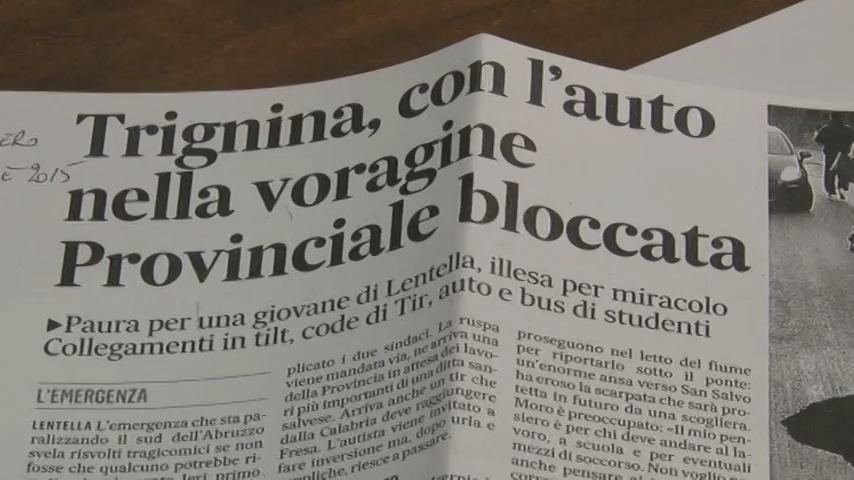 Trignina, con l'auto
nella voragine
Provinciale bloccata
▶Paura per una giovane di Lentella, illesa per miracolo
Collegamenti in tilt, code di Tir, auto e bus di studenti
L'EMERGENZA
LENTELLA L'emergenza che sta pa-
ralizzando il sud dell'Abruzzo
svela risvolti tragicomici se non
fosse che qualcuno potrebbe ri-
plicato i due sindaci. La ruspa
viene mandata via, ne arriva una
della Provincia in attesa dei lavo-
ri più importanti di una ditta san-
salvese. Arriva anche un tir che
dalla Calabria deve raggiungere
Fresa. L'autista viene invitato a
fare inversione ma, dopo urla e
riesce a passare.
proseguono nel letto del fiume
per riportarlo sotto il ponte:
un'enorme ansa verso San Salvo
ha eroso la scarpata che sarà pro-
tetta in futuro da una scogliera.
Moro è preoccupato: «Il mio pen-
siero è per chi deve andare al la-
voro, a scuola e per eventuali
mezzi di soccorso. Non voglio
anche pensare
2015